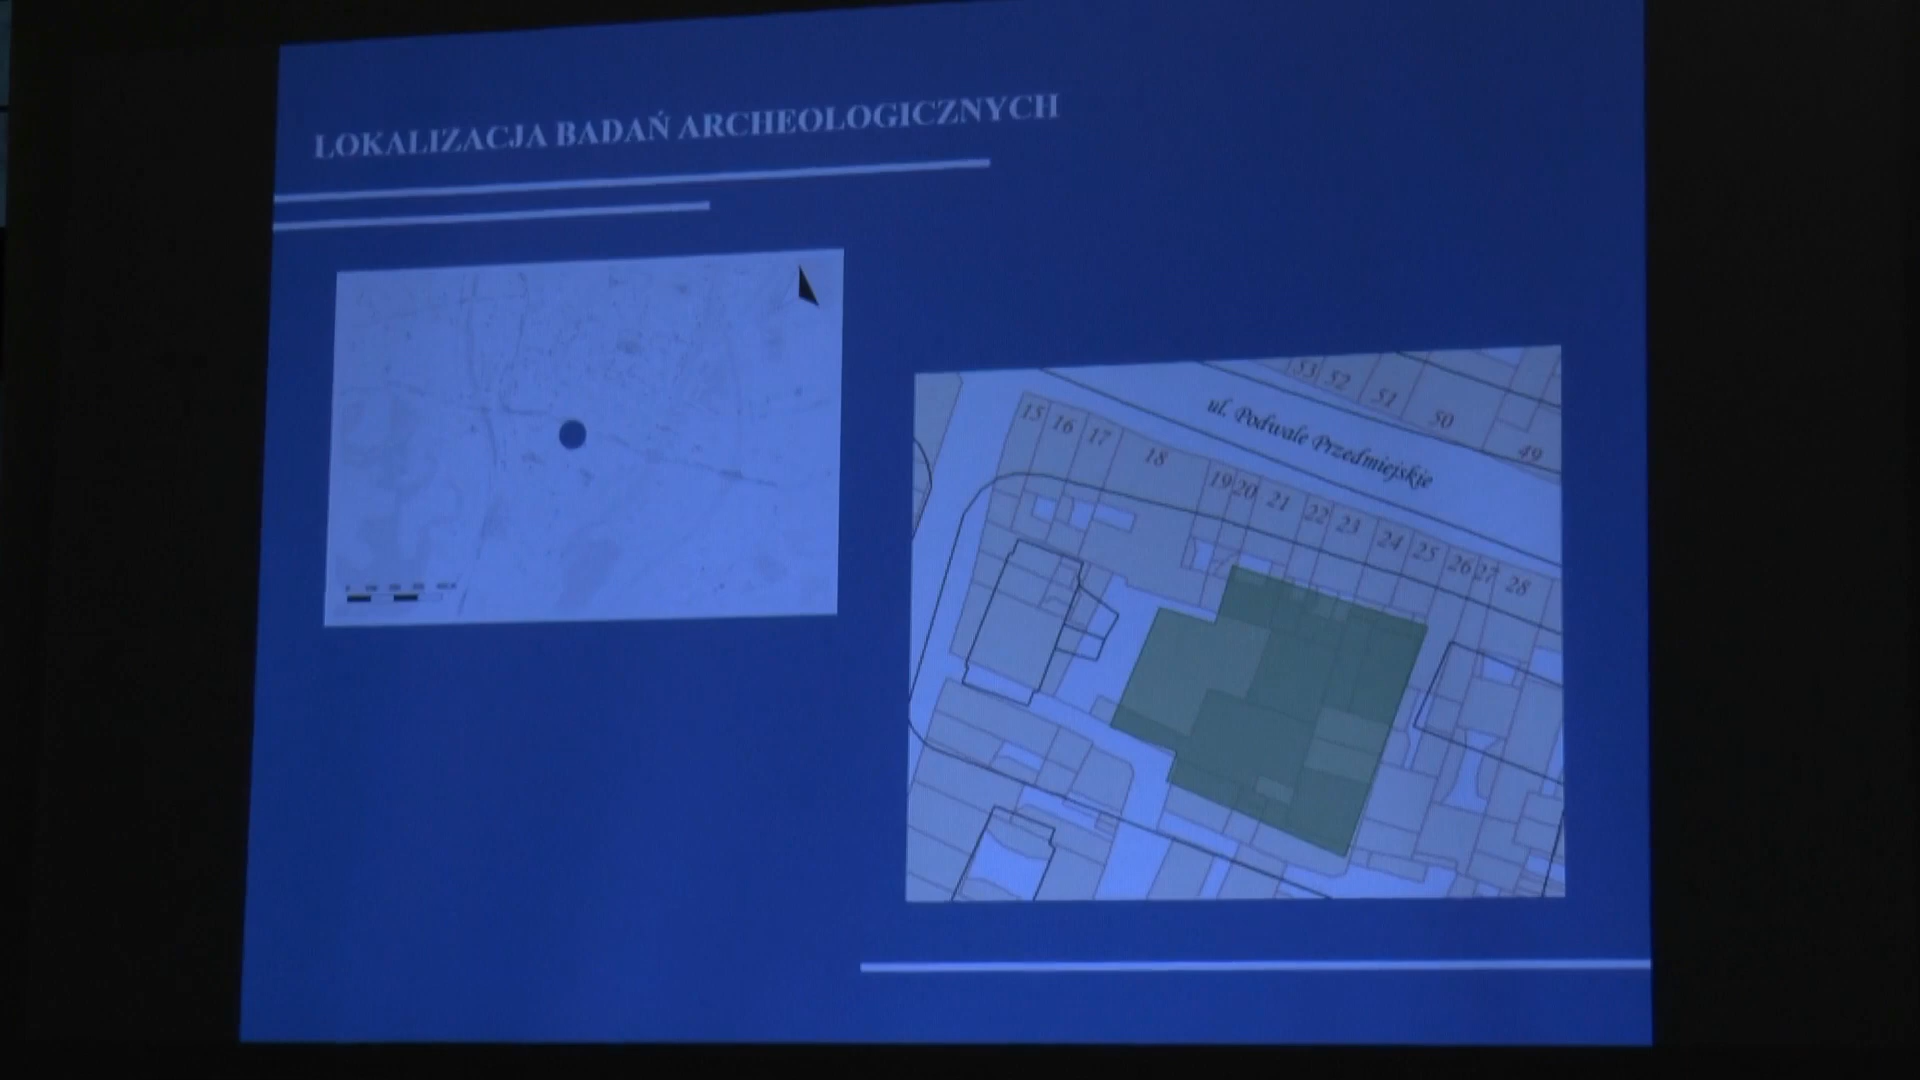 LOKALIZACJA BADAŃ ARCHEOLOGICZNYCH
53 52 51 50 49
ul. Podwale Przedmiejskie
15 16 17 18 19 20 21 22 23 24 25 26 27 28